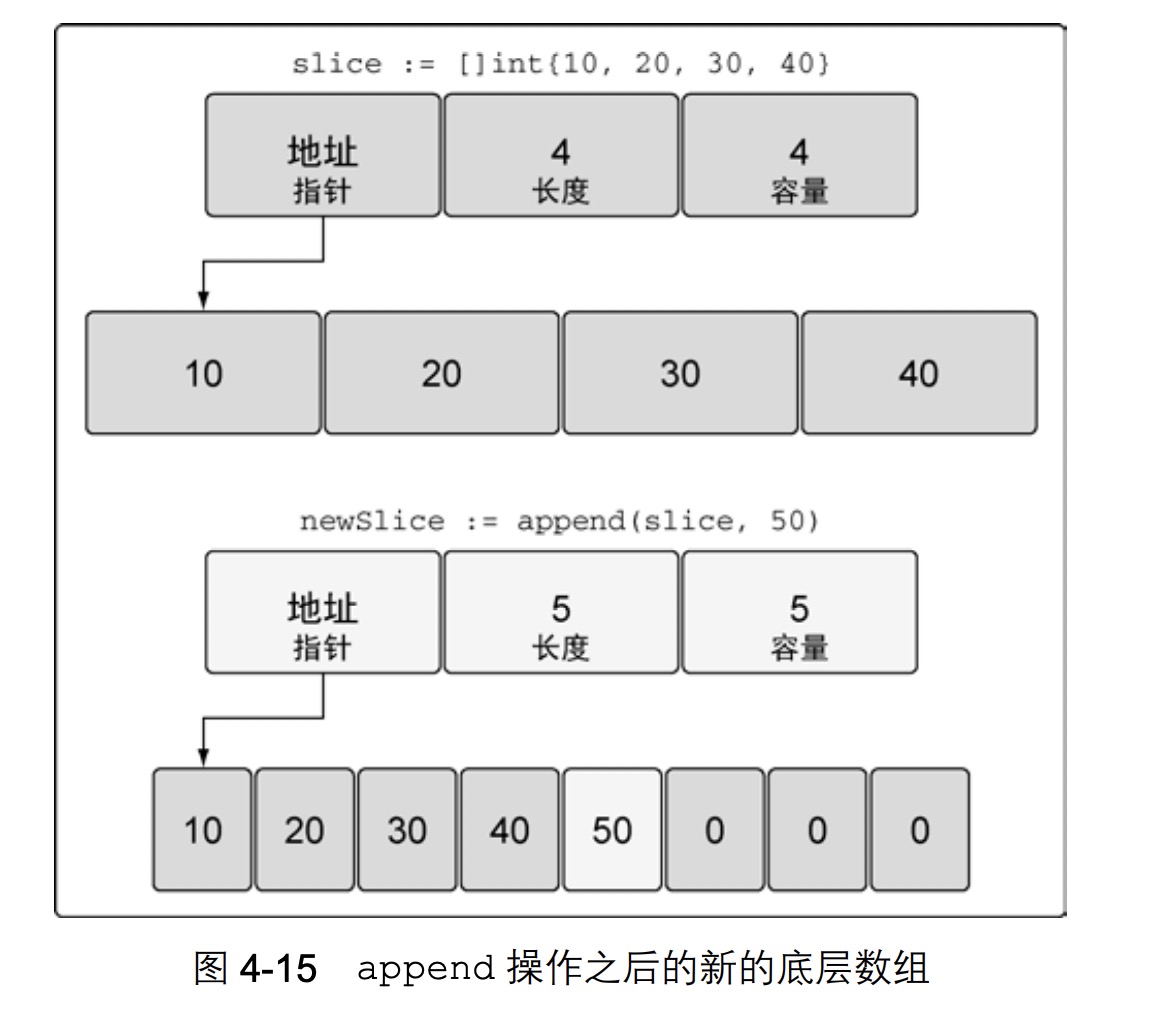 slice := []int{10, 20, 30, 40}
地址 4 4
指针 长度 容量
10 20 30 40
newSlice := append(slice, 50)
地址 5 5
指针 长度 容量
10 20 30 40 50 0 0 0
图 4-15 append 操作之后的新的底层数组